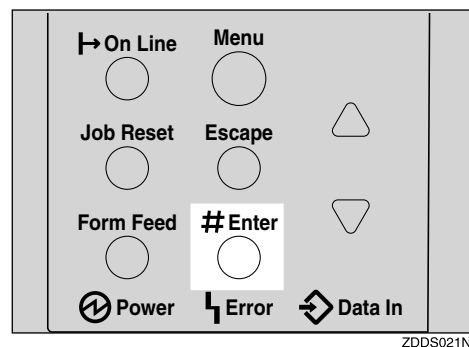 On Line Menu
Job Reset Escape
Form Feed # Enter
Power Error Data In
ZDDS021N